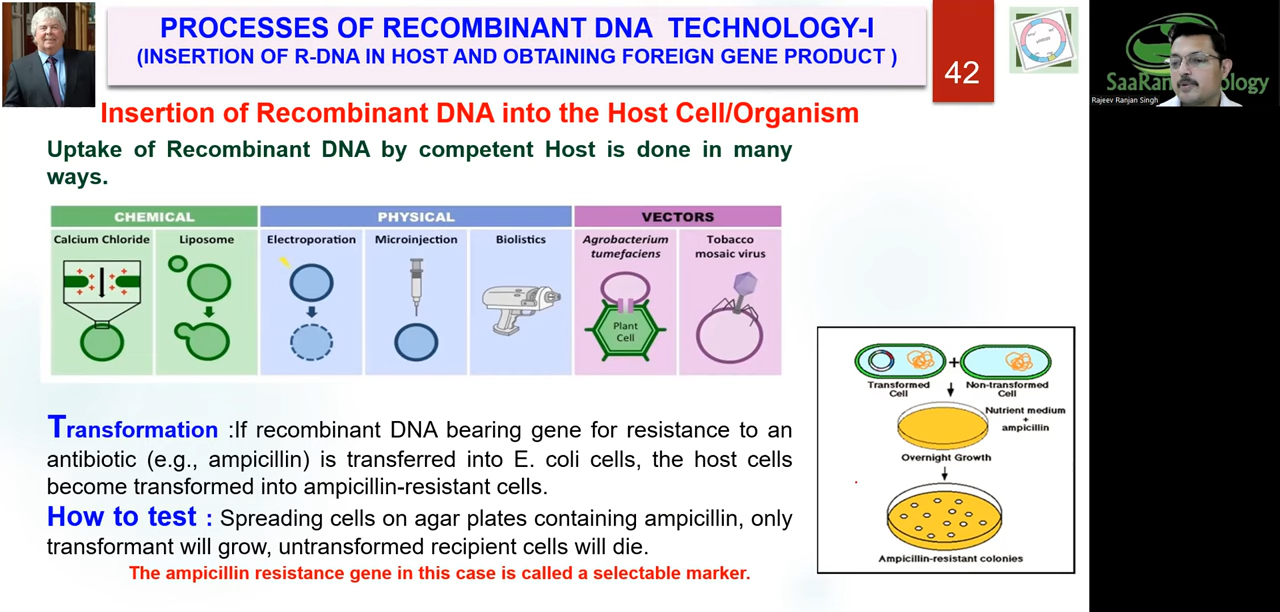 PROCESSES OF RECOMBINANT DNA TECHNOLOGY-I
(INSERTION OF R-DNA IN HOST AND OBTAINING FOREIGN GENE PRODUCT )
42
Rajeev Ranjan Singh
Insertion of Recombinant DNA into the Host Cell/Organism
Uptake of Recombinant DNA by competent Host is done in many
ways.
CHEMICAL
PHYSICAL
VECTORS
Calcium Chloride
Liposome
Electroporation
Microinjection
Biolistics
Agrobacterium
tumefaciens
Tobacco
mosaic virus
Plant
Cell
Transformed
Cell
+
Non-transformed
Cell
Nutrient medium
+
ampicillin
Overnight Growth
Ampicillin-resistant colonies
Transformation :If recombinant DNA bearing gene for resistance to an
antibiotic (e.g., ampicillin) is transferred into E. coli cells, the host cells
become transformed into ampicillin-resistant cells.
How to test : Spreading cells on agar plates containing ampicillin, only
transformant will grow, untransformed recipient cells will die.
The ampicillin resistance gene in this case is called a selectable marker.